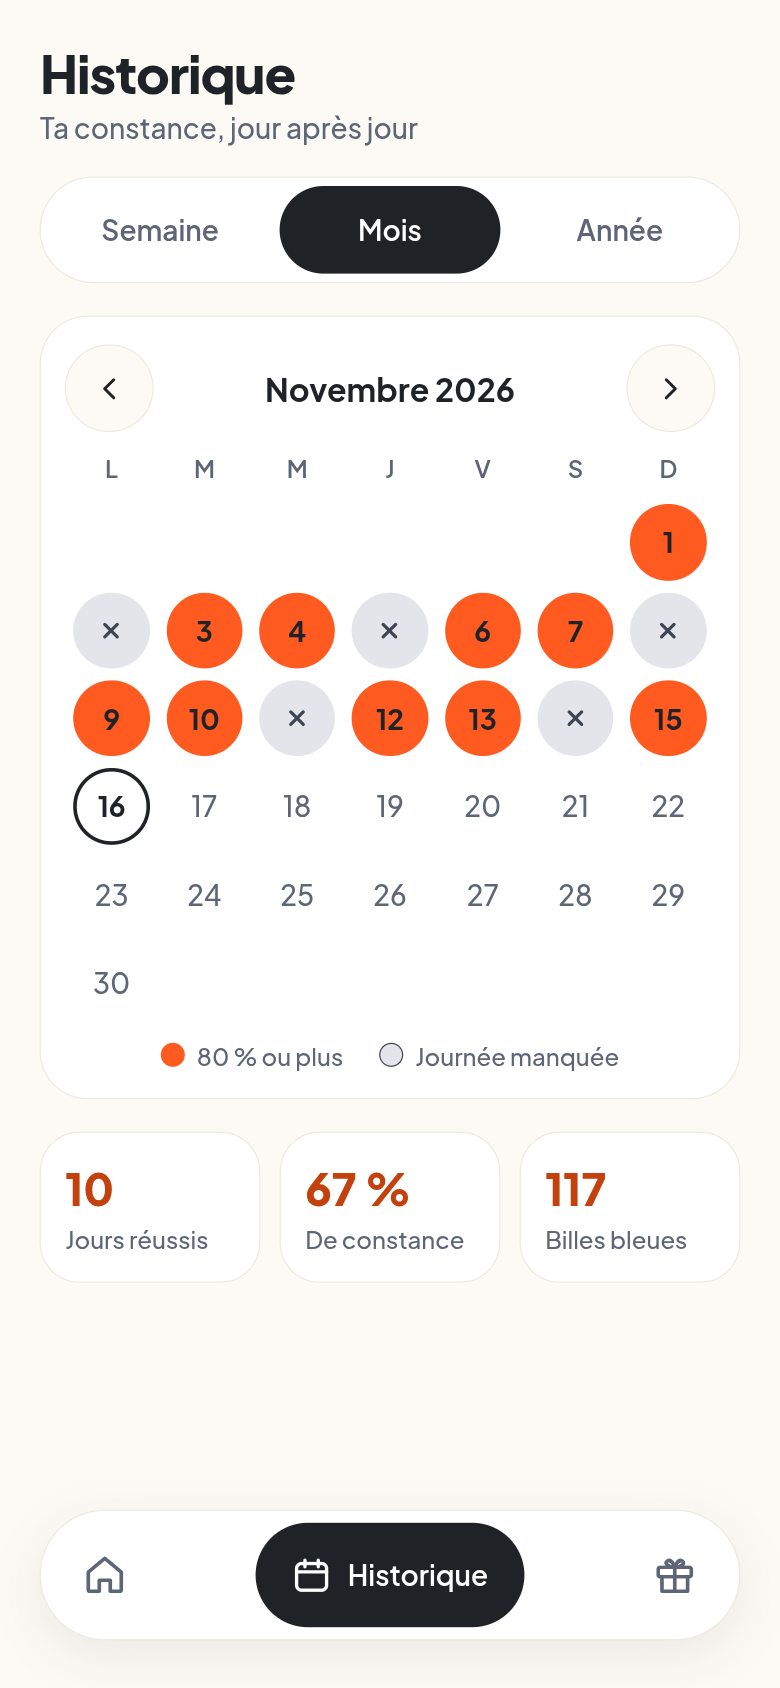 Historique
Ta constance, jour après jour
Semaine Mois Année
Novembre 2026
L M M J V S D
1
× 3 4 × 6 7 ×
9 10 × 12 13 × 15
16 17 18 19 20 21 22
23 24 25 26 27 28 29
30
80 % ou plus Journée manquée
10 67 % 117
Jours réussis De constance Billes bleues
Historique